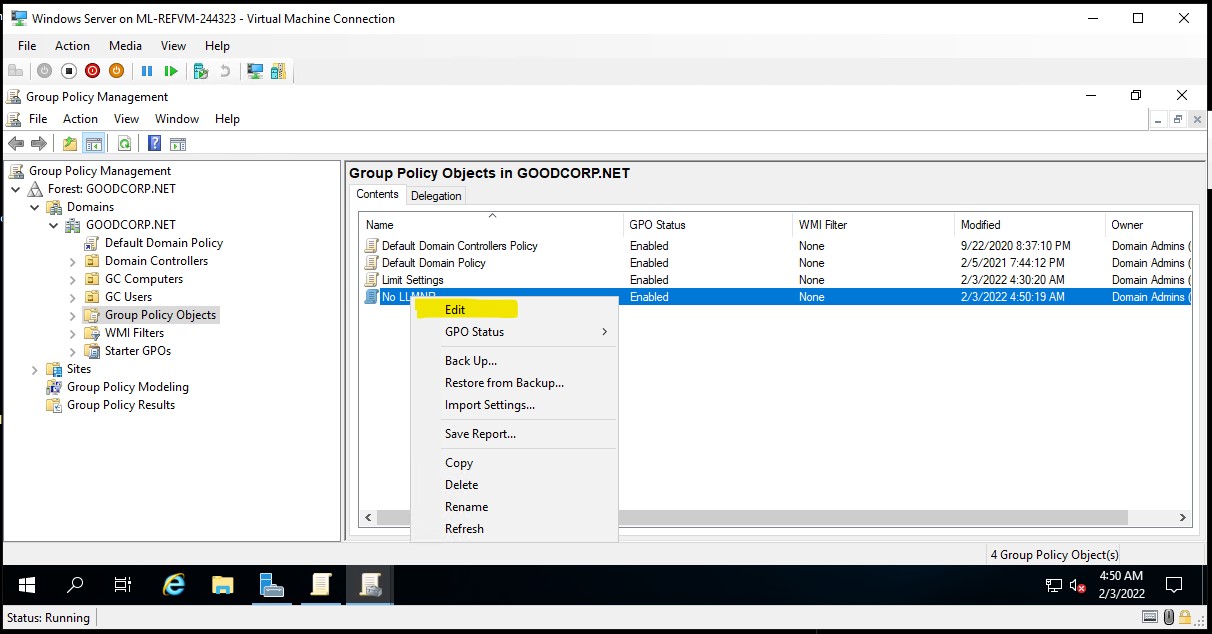 Windows Server on ML-REFVM-244323 - Virtual Machine Connection
File Action Media View Help
Group Policy Management
File Action View Window Help
Group Policy Management
Forest: GOODCORP.NET
Domains
GOODCORP.NET
Default Domain Policy
Domain Controllers
GC Computers
GC Users
Group Policy Objects
WMI Filters
Starter GPOs
Sites
Group Policy Modeling
Group Policy Results
Group Policy Objects in GOODCORP.NET
Contents Delegation
Name GPO Status WMI Filter Modified Owner
Default Domain Controllers Policy Enabled None 9/22/2020 8:37:10 PM Domain Admins (
Default Domain Policy Enabled None 2/5/2021 7:44:12 PM Domain Admins (
Limit Settings Enabled None 2/3/2022 4:30:20 AM Domain Admins (
No LLMNR Enabled None 2/3/2022 4:50:19 AM Domain Admins (
Edit
GPO Status
Back Up...
Restore from Backup...
Import Settings...
Save Report...
Copy
Delete
Rename
Refresh
4 Group Policy Object(s)
4:50 AM
2/3/2022
Status: Running